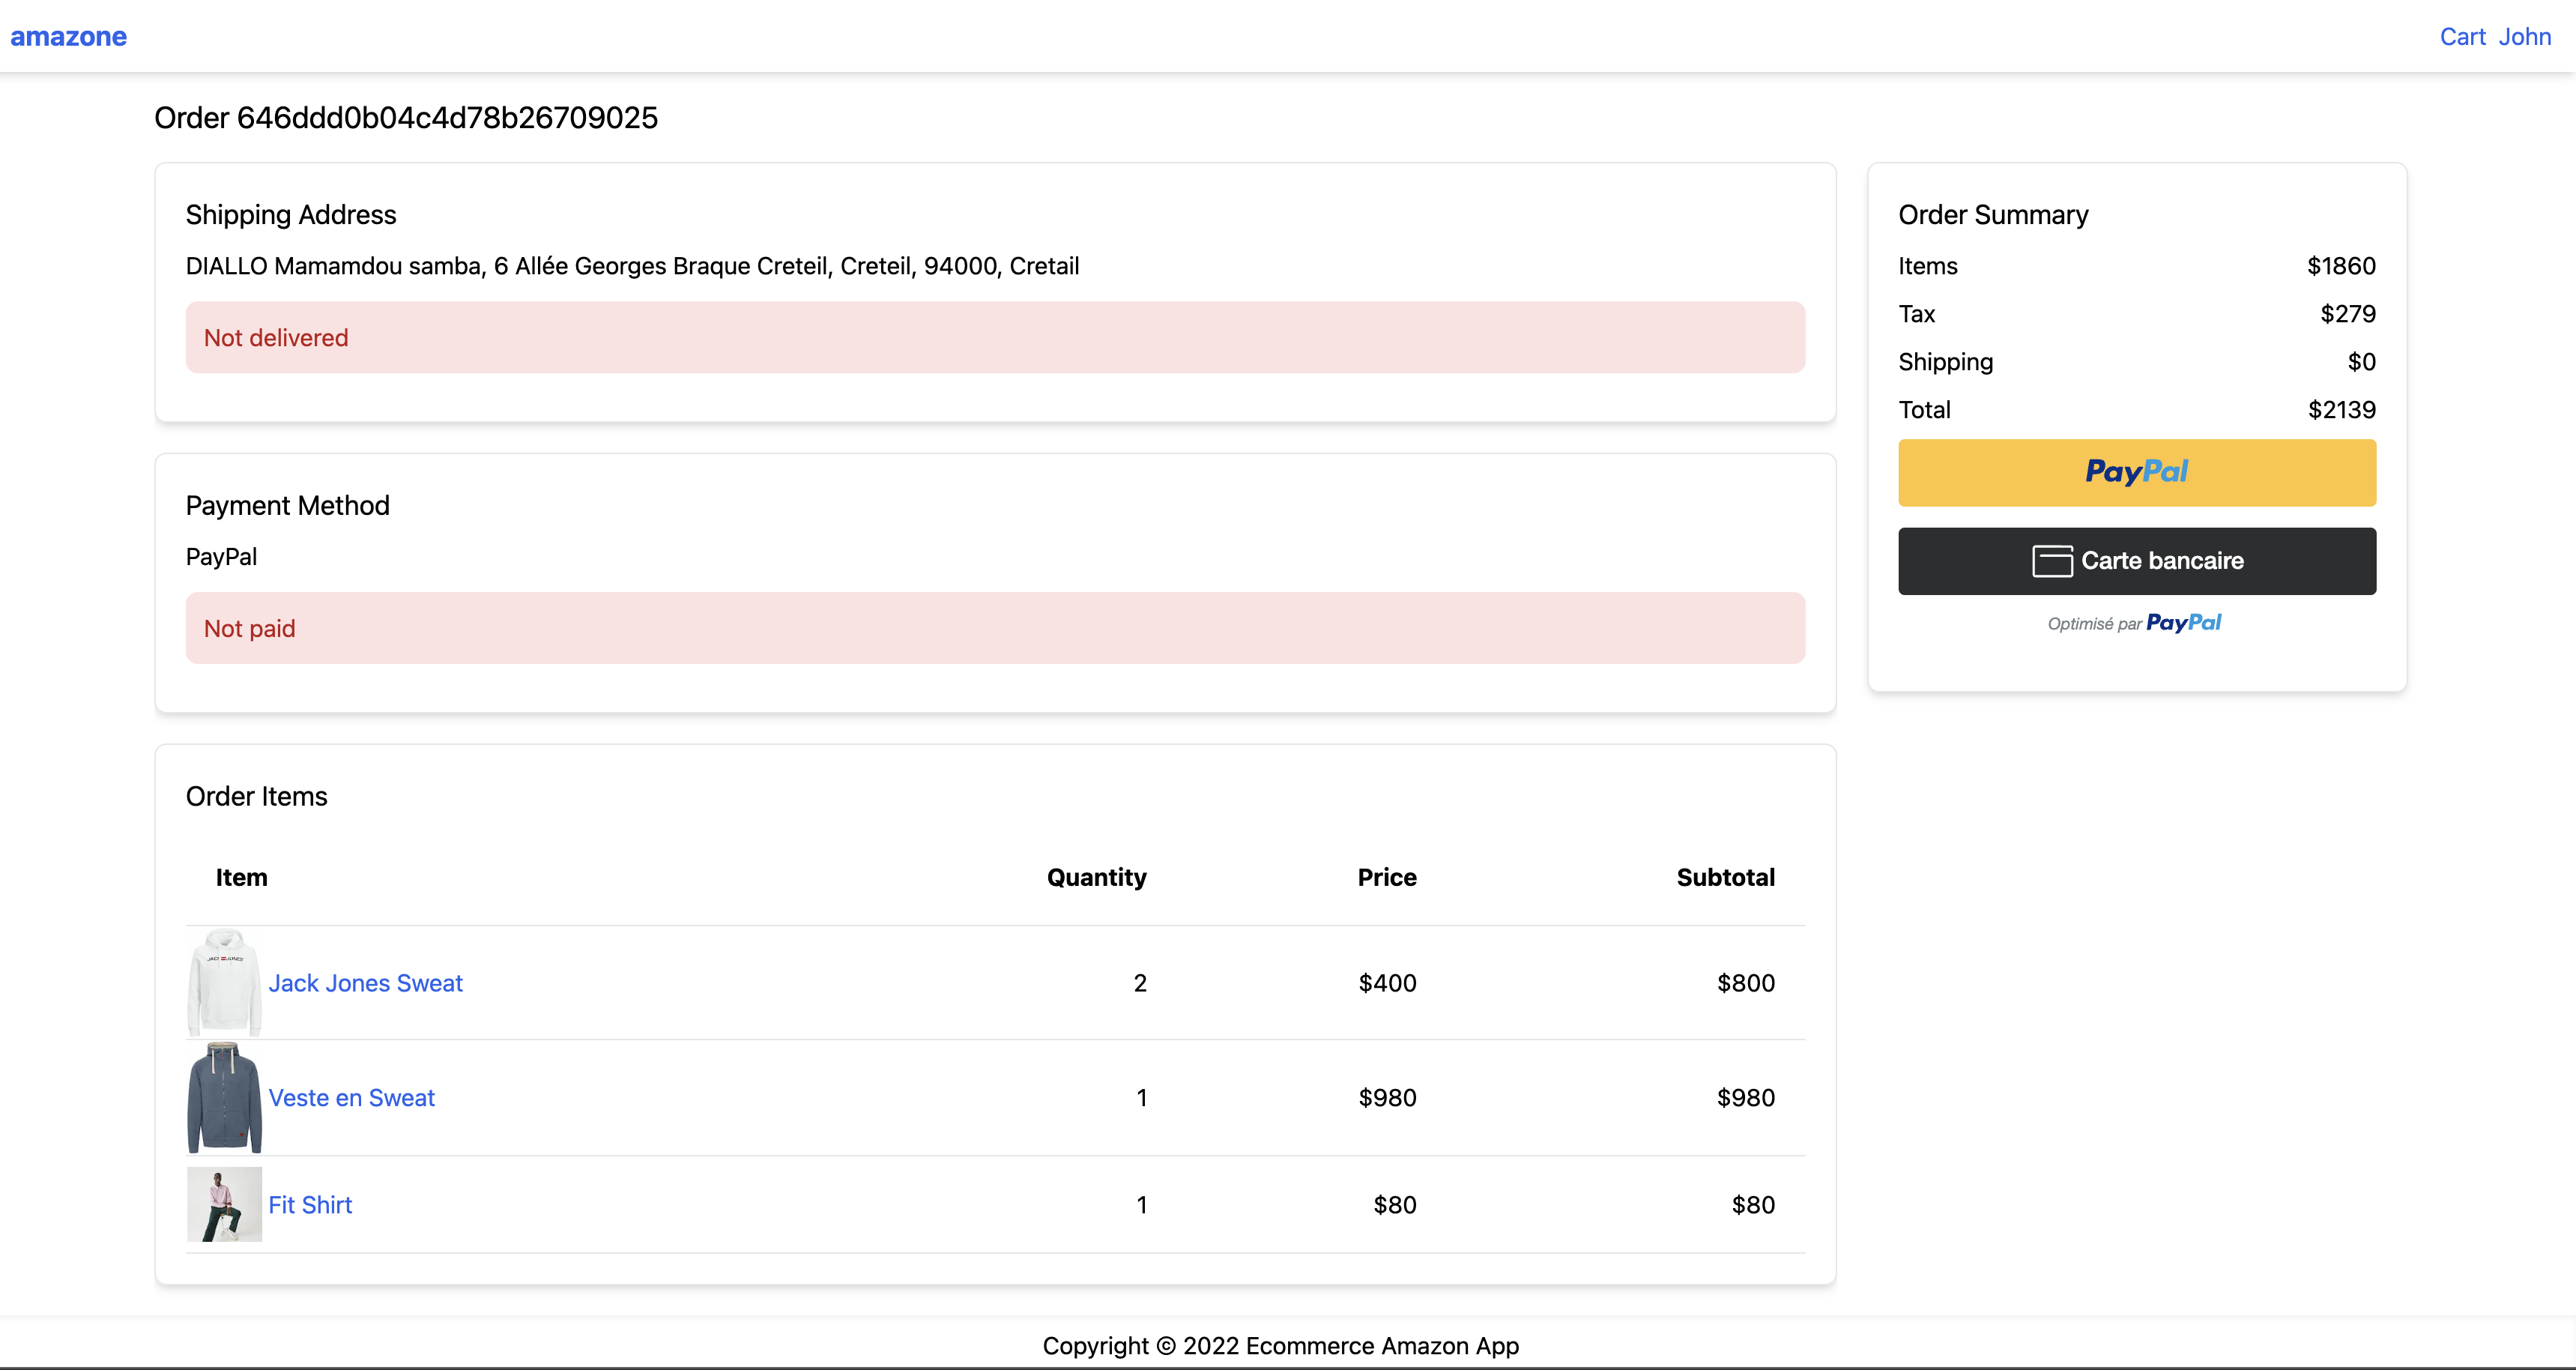 amazone
Cart John
Order 646ddd0b04c4d78b26709025
Shipping Address
DIALLO Mamamdou samba, 6 Allée Georges Braque Creteil, Creteil, 94000, Cretail
Not delivered
Payment Method
PayPal
Not paid
Order Items
Item Quantity Price Subtotal
JACK JONES
Jack Jones Sweat 2 $400 $800
Veste en Sweat 1 $980 $980
Fit Shirt 1 $80 $80
Order Summary
Items $1860
Tax $279
Shipping $0
Total $2139
PayPal
Carte bancaire
Optimisé par PayPal
Copyright © 2022 Ecommerce Amazon App